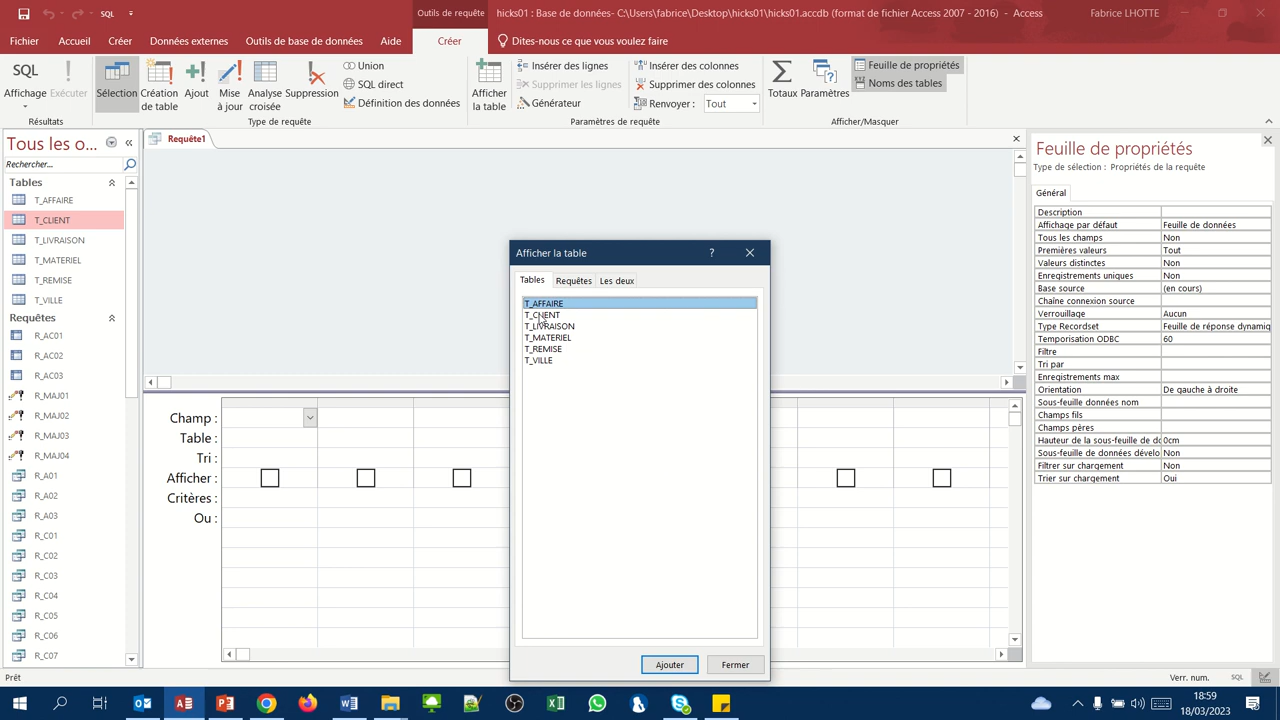 SQL
Outils de requête
hicks01 : Base de données- C:\Users\fabrice\Desktop\hicks01\hicks01.accdb (format de fichier Access 2007 - 2016) — Access
Fabrice LHOTTE
Fichier
Accueil
Créer
Données externes
Outils de base de données
Aide
Créer
Dites-nous ce que vous voulez faire
SQL
Affichage
Exécuter
Résultats
Sélection
Création de table
Ajout
Mise à jour
Analyse croisée
Suppression
Union
SQL direct
Définition des données
Type de requête
Afficher la table
Insérer des lignes
Supprimer les lignes
Générateur
Insérer des colonnes
Supprimer des colonnes
Renvoyer :
Tout
Paramètres de requête
Totaux
Paramètres
Feuille de propriétés
Noms des tables
Afficher/Masquer
Tous les o...
Rechercher...
Tables
T_AFFAIRE
T_CLIENT
T_LIVRAISON
T_MATERIEL
T_REMISE
T_VILLE
Requêtes
R_AC01
R_AC02
R_AC03
R_MAJ01
R_MAJ02
R_MAJ03
R_MAJ04
R_A01
R_A02
R_A03
R_C01
R_C02
R_C03
R_C04
R_C05
R_C06
R_C07
Requête1
Champ :
Table :
Tri :
Afficher :
Critères :
Ou :
Afficher la table
Tables
Requêtes
Les deux
T_AFFAIRE
T_CLIENT
T_LIVRAISON
T_MATERIEL
T_REMISE
T_VILLE
Ajouter
Fermer
Feuille de propriétés
Type de sélection : Propriétés de la requête
Général
Description
Affichage par défaut Feuille de données
Tous les champs Non
Premières valeurs Tout
Valeurs distinctes Non
Enregistrements uniques Non
Base source (en cours)
Chaîne connexion source
Verrouillage Aucun
Type Recordset Feuille de réponse dynamiq
Temporisation ODBC 60
Filtre
Tri par
Enregistrements max
Orientation De gauche à droite
Sous-feuille données nom
Champs fils
Champs pères
Hauteur de la sous-feuille de do 0cm
Sous-feuille de données dévelo Non
Filtrer sur chargement Non
Trier sur chargement Oui
Prêt
Verr. num.
SQL
18:59
18/03/2023